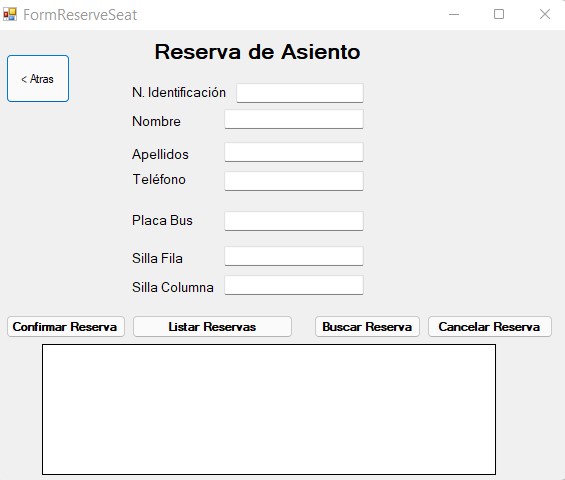 FormReserveSeat
Reserva de Asiento
< Atras
N. Identificación
Nombre
Apellidos
Teléfono
Placa Bus
Silla Fila
Silla Columna
Confirmar Reserva Listar Reservas Buscar Reserva Cancelar Reserva